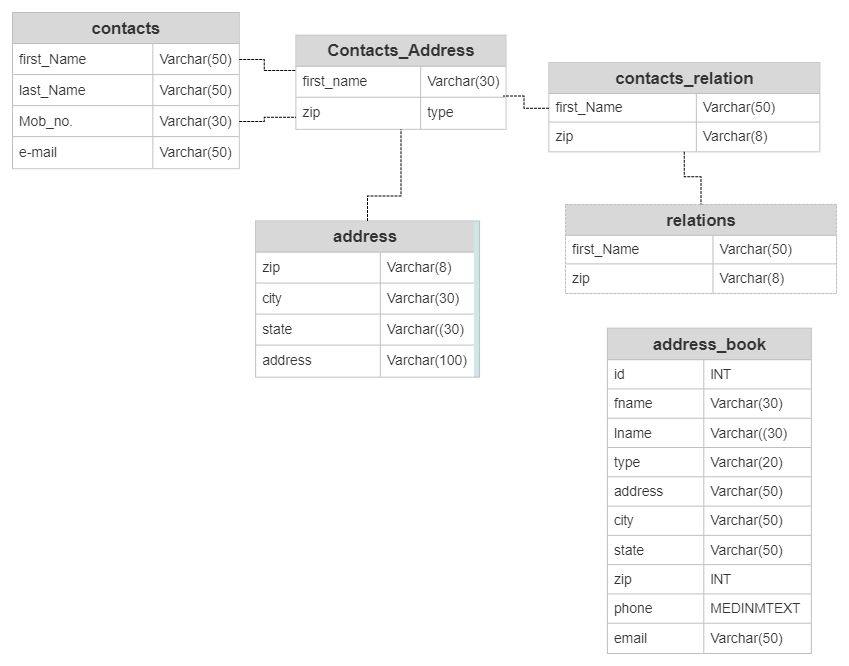 contacts
first_Name Varchar(50)
last_Name Varchar(50)
Mob_no. Varchar(30)
e-mail Varchar(50)
Contacts_Address
first_name Varchar(30)
zip type
contacts_relation
first_Name Varchar(50)
zip Varchar(8)
address
zip Varchar(8)
city Varchar(30)
state Varchar((30)
address Varchar(100)
relations
first_Name Varchar(50)
zip Varchar(8)
address_book
id INT
fname Varchar(30)
lname Varchar((30)
type Varchar(20)
address Varchar(50)
city Varchar(50)
state Varchar(50)
zip INT
phone MEDINMTEXT
email Varchar(50)